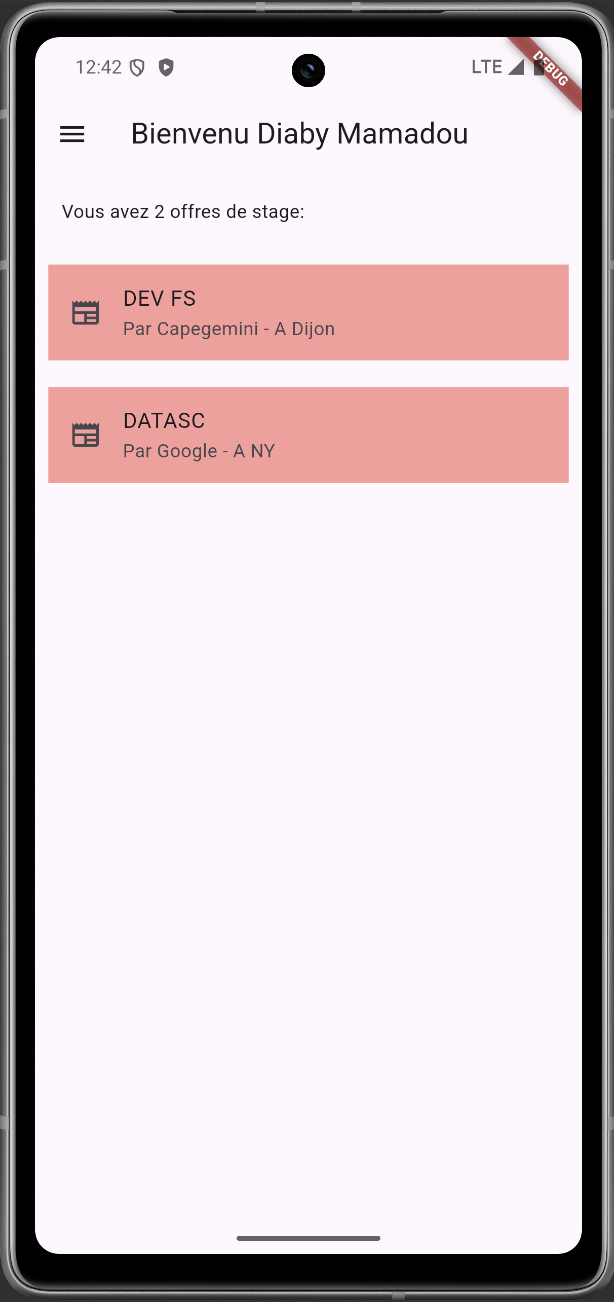 12:42 LTE
DEBUG
Bienvenu Diaby Mamadou
Vous avez 2 offres de stage:
DEV FS
Par Capegemini - A Dijon
DATASC
Par Google - A NY